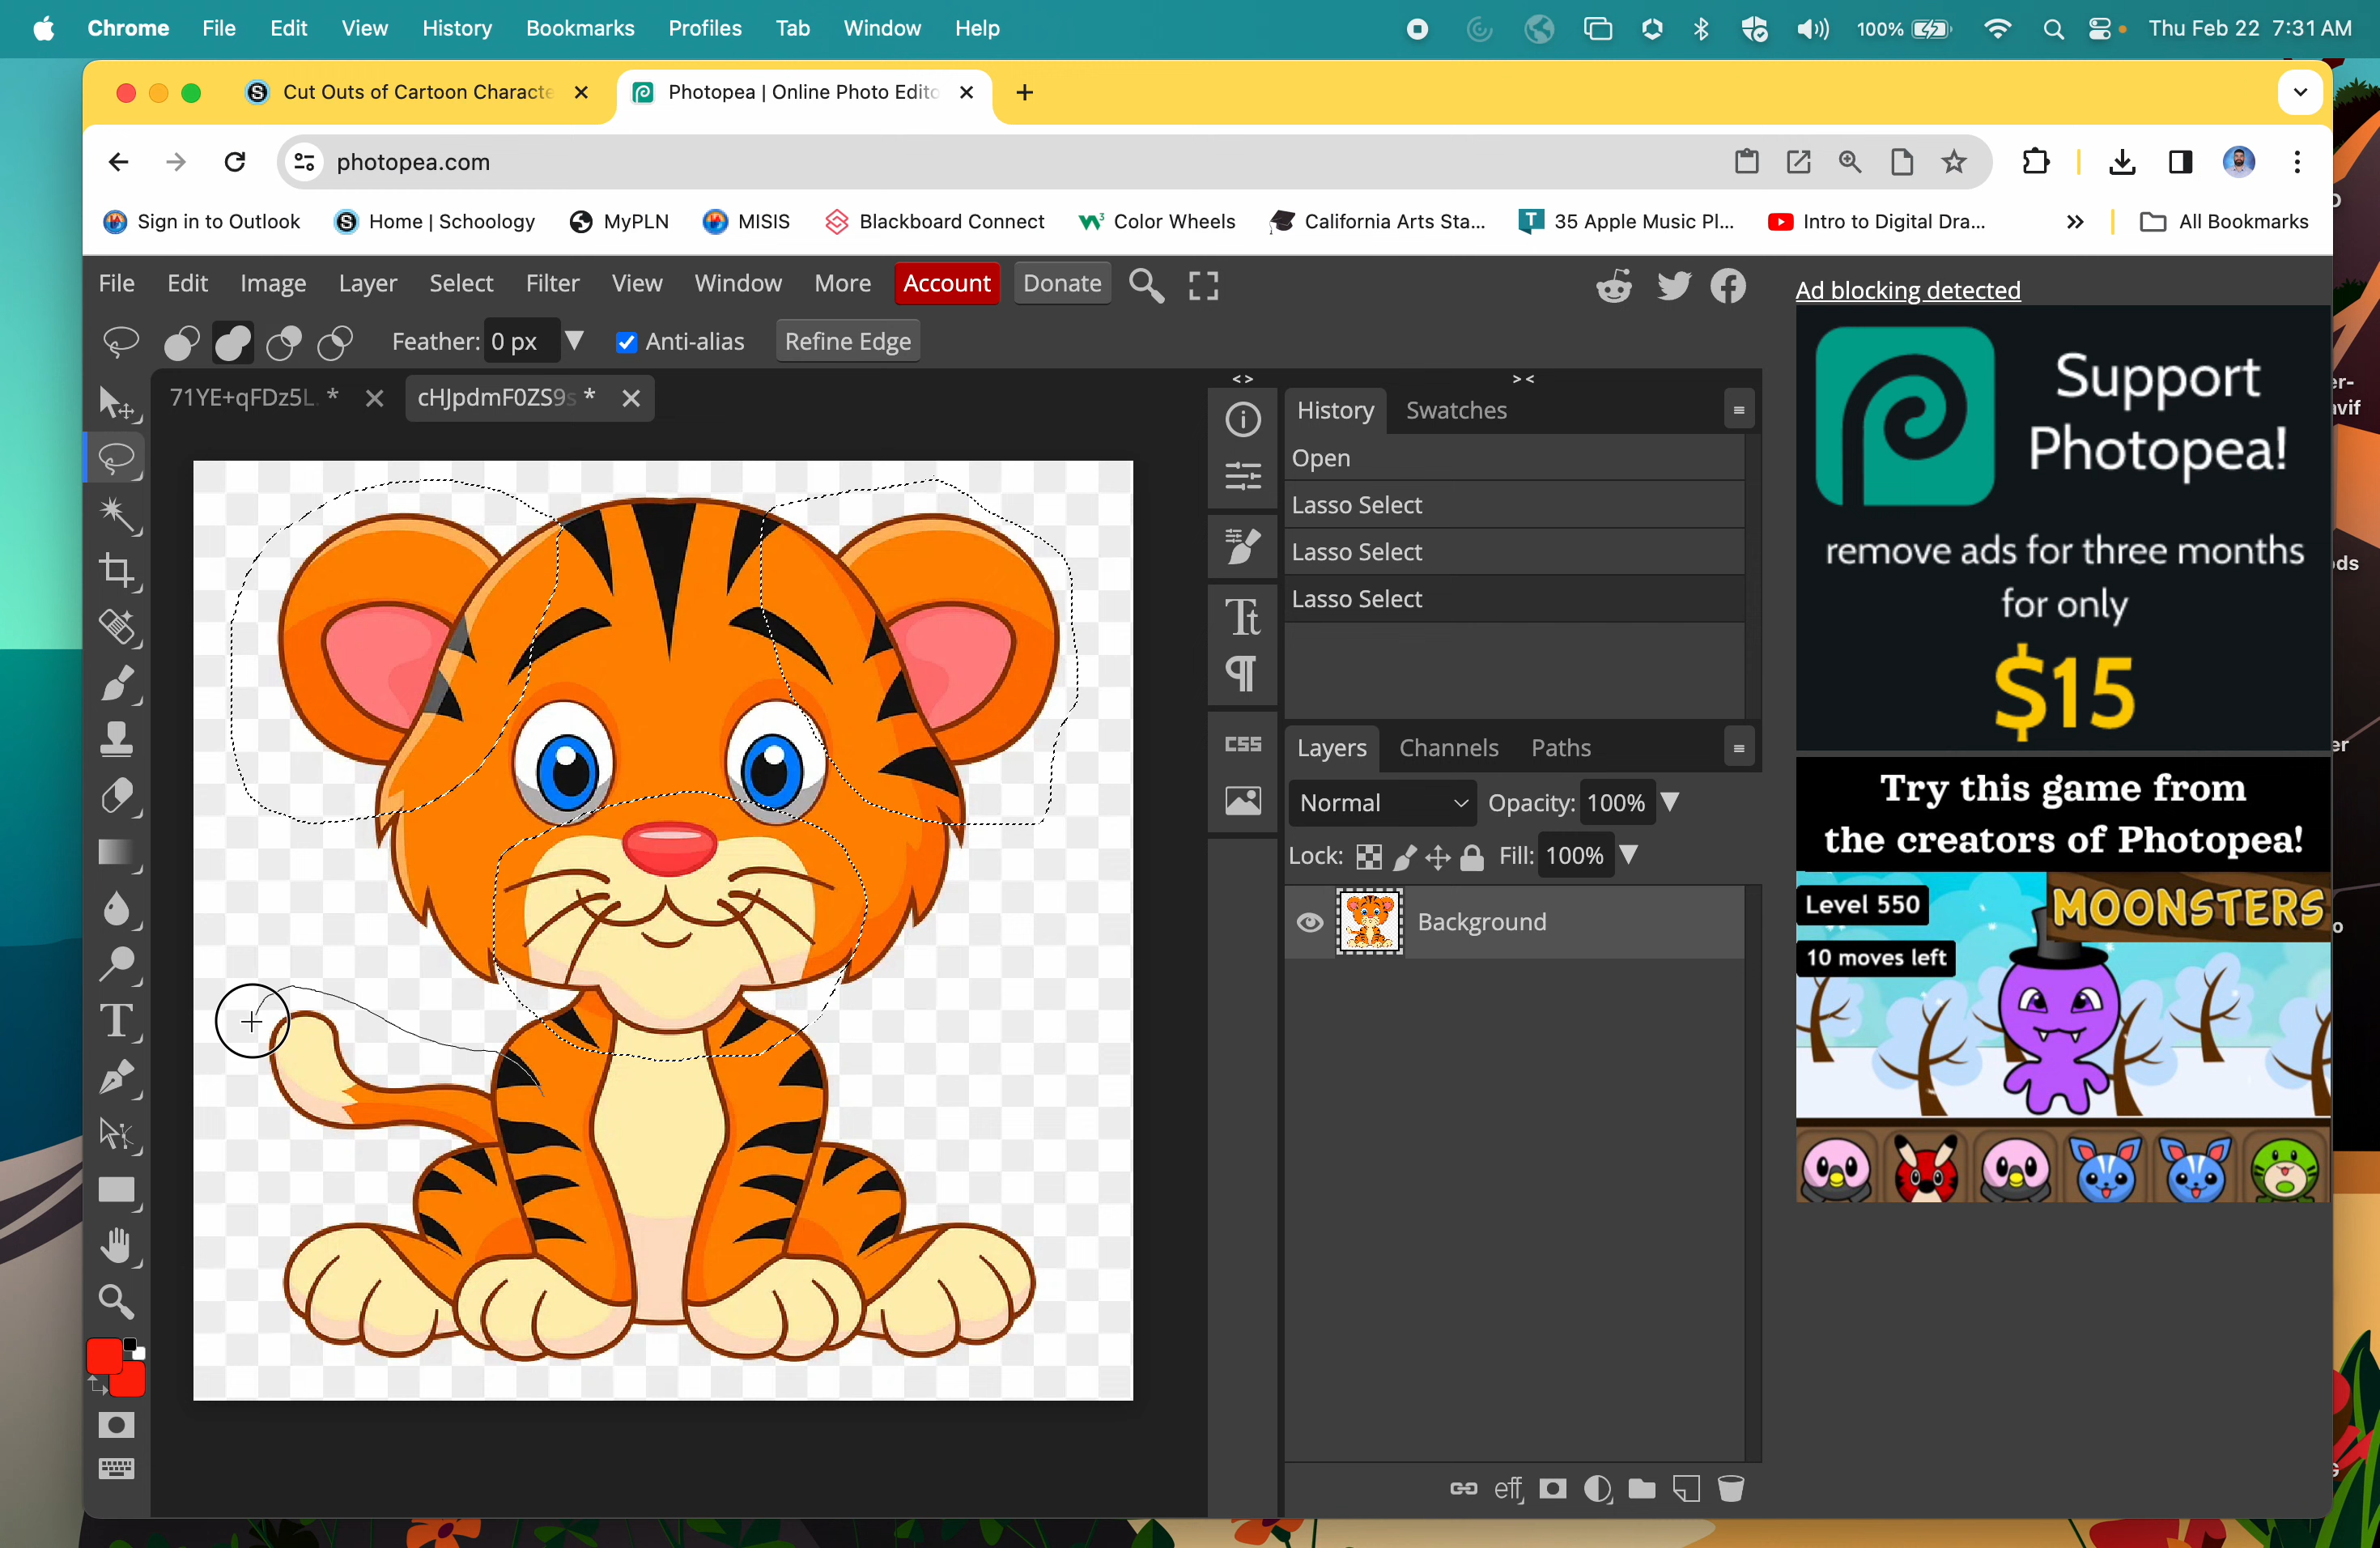 Chrome File Edit View History Bookmarks Profiles Tab Window Help 100% Thu Feb 22 7:31 AM
Cut Outs of Cartoon Characte Photopea | Online Photo Edito
photopea.com
Sign in to Outlook Home | Schoology MyPLN MISIS Blackboard Connect Color Wheels California Arts Sta... 35 Apple Music Pl... Intro to Digital Dra... » All Bookmarks
File Edit Image Layer Select Filter View Window More Account Donate
Feather: 0 px Anti-alias Refine Edge
71YE+qFDz5L. * cHJpdmF0ZS9s *
History Swatches
Open
Lasso Select
Lasso Select
Lasso Select
CSS
Layers Channels Paths
Normal Opacity: 100%
Lock: Fill: 100%
Background
eff
Ad blocking detected
Support
Photopea!
remove ads for three months
for only
$15
Try this game from
the creators of Photopea!
Level 550 MOONSTERS
10 moves left